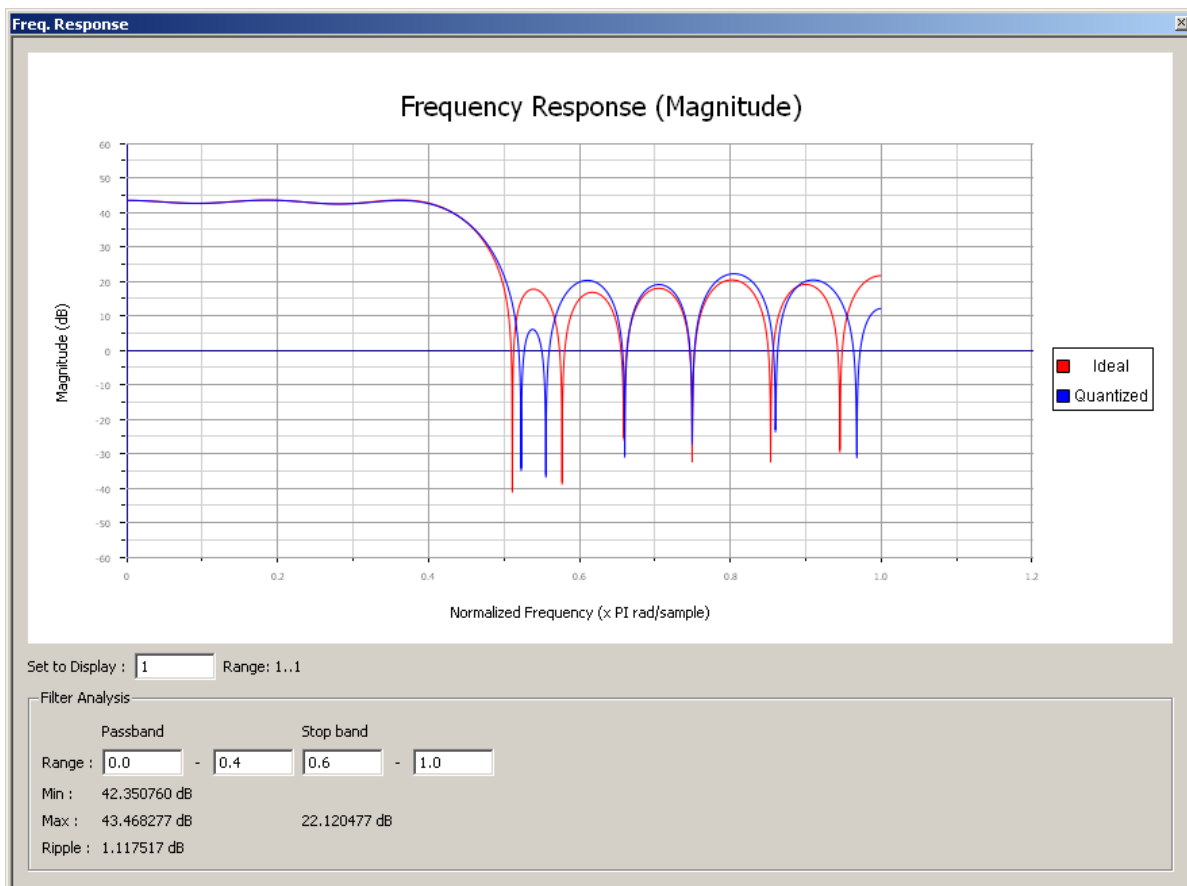 Freq. Response
Frequency Response (Magnitude)
60
50
40
30
20
10
0
-10
-20
-30
-40
-50
-60
Magnitude (dB)
0 0.2 0.4 0.6 0.8 1.0 1.2
Normalized Frequency (x PI rad/sample)
Ideal
Quantized
Set to Display : 1 Range: 1..1
Filter Analysis
Passband Stop band
Range : 0.0 - 0.4 0.6 - 1.0
Min : 42.350760 dB
Max : 43.468277 dB 22.120477 dB
Ripple : 1.117517 dB